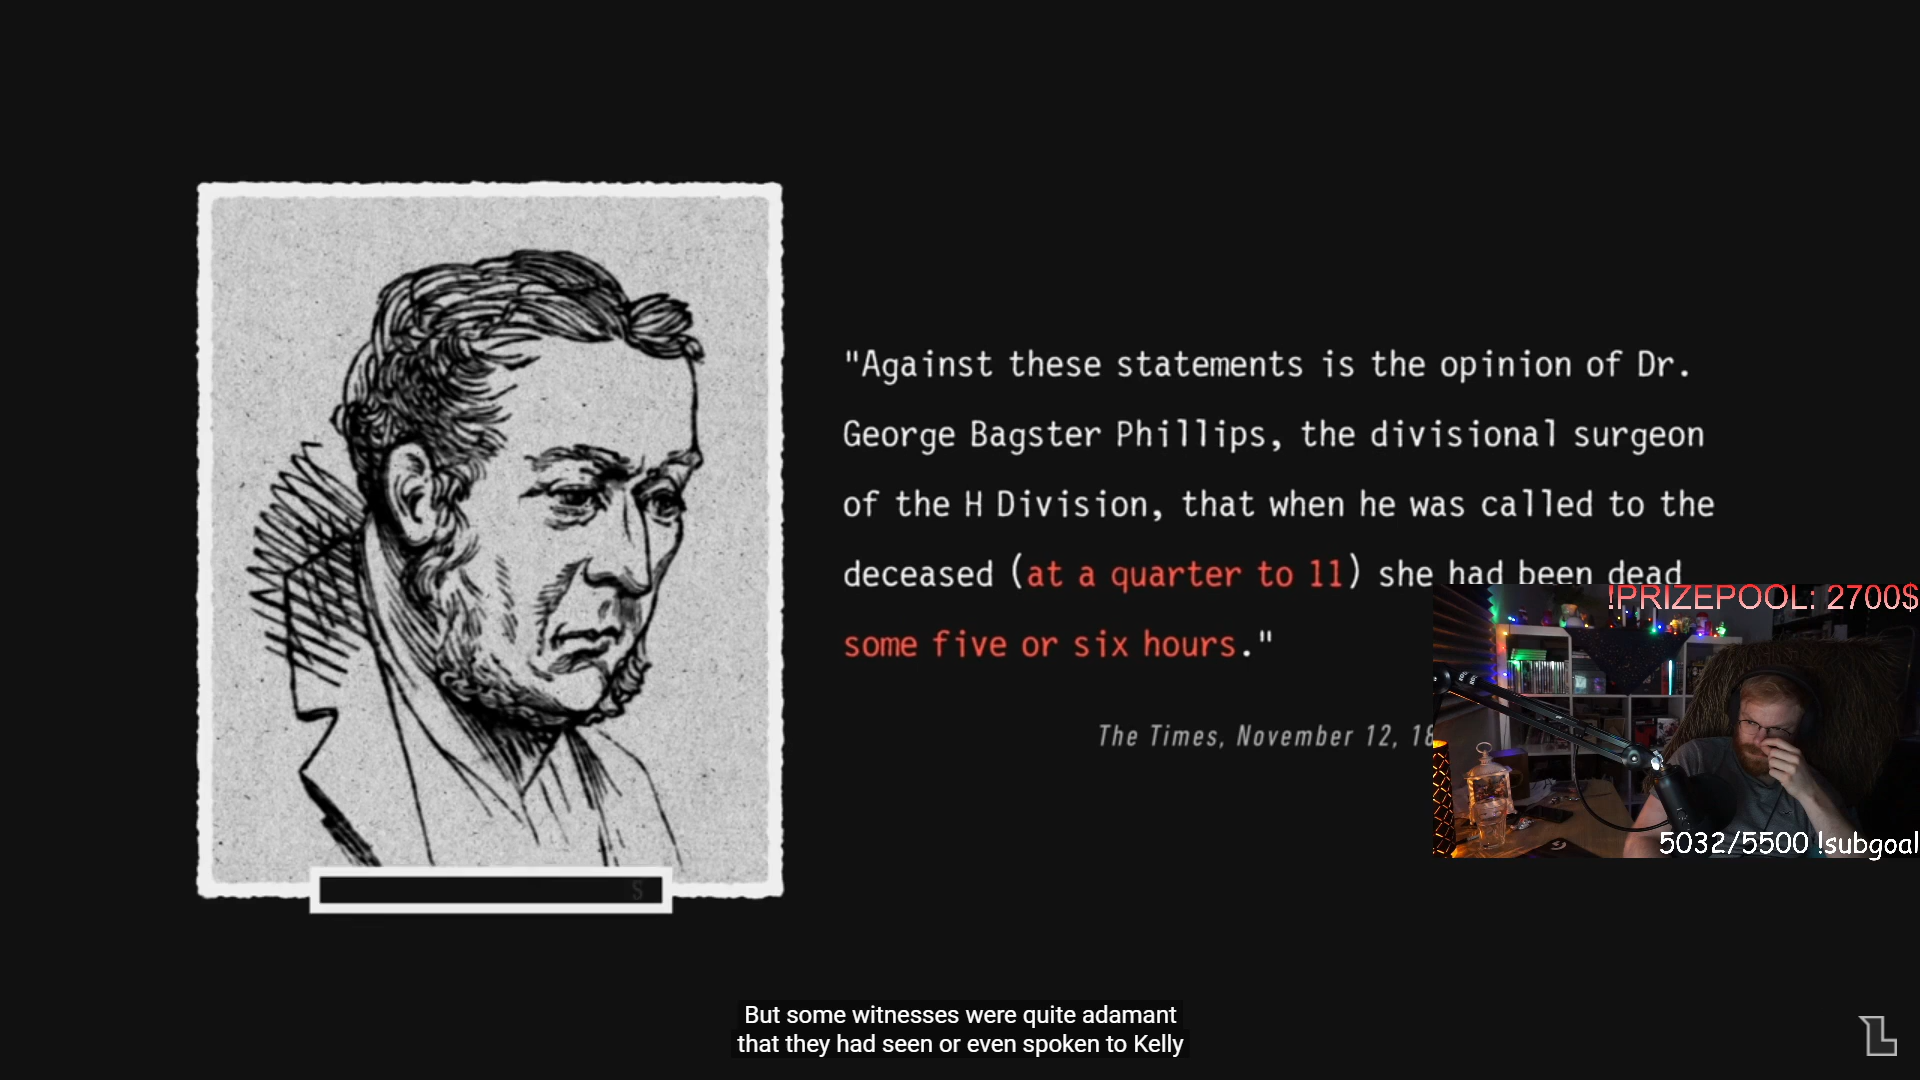 "Against these statements is the opinion of Dr.
George Bagster Phillips, the divisional surgeon
of the H Division, that when he was called to the
deceased (at a quarter to 11) she had been dead
some five or six hours."
The Times, November 12,
!PRIZEPOOL: 2700$
5032/5500 !subgoal
S
But some witnesses were quite adamant
that they had seen or even spoken to Kelly